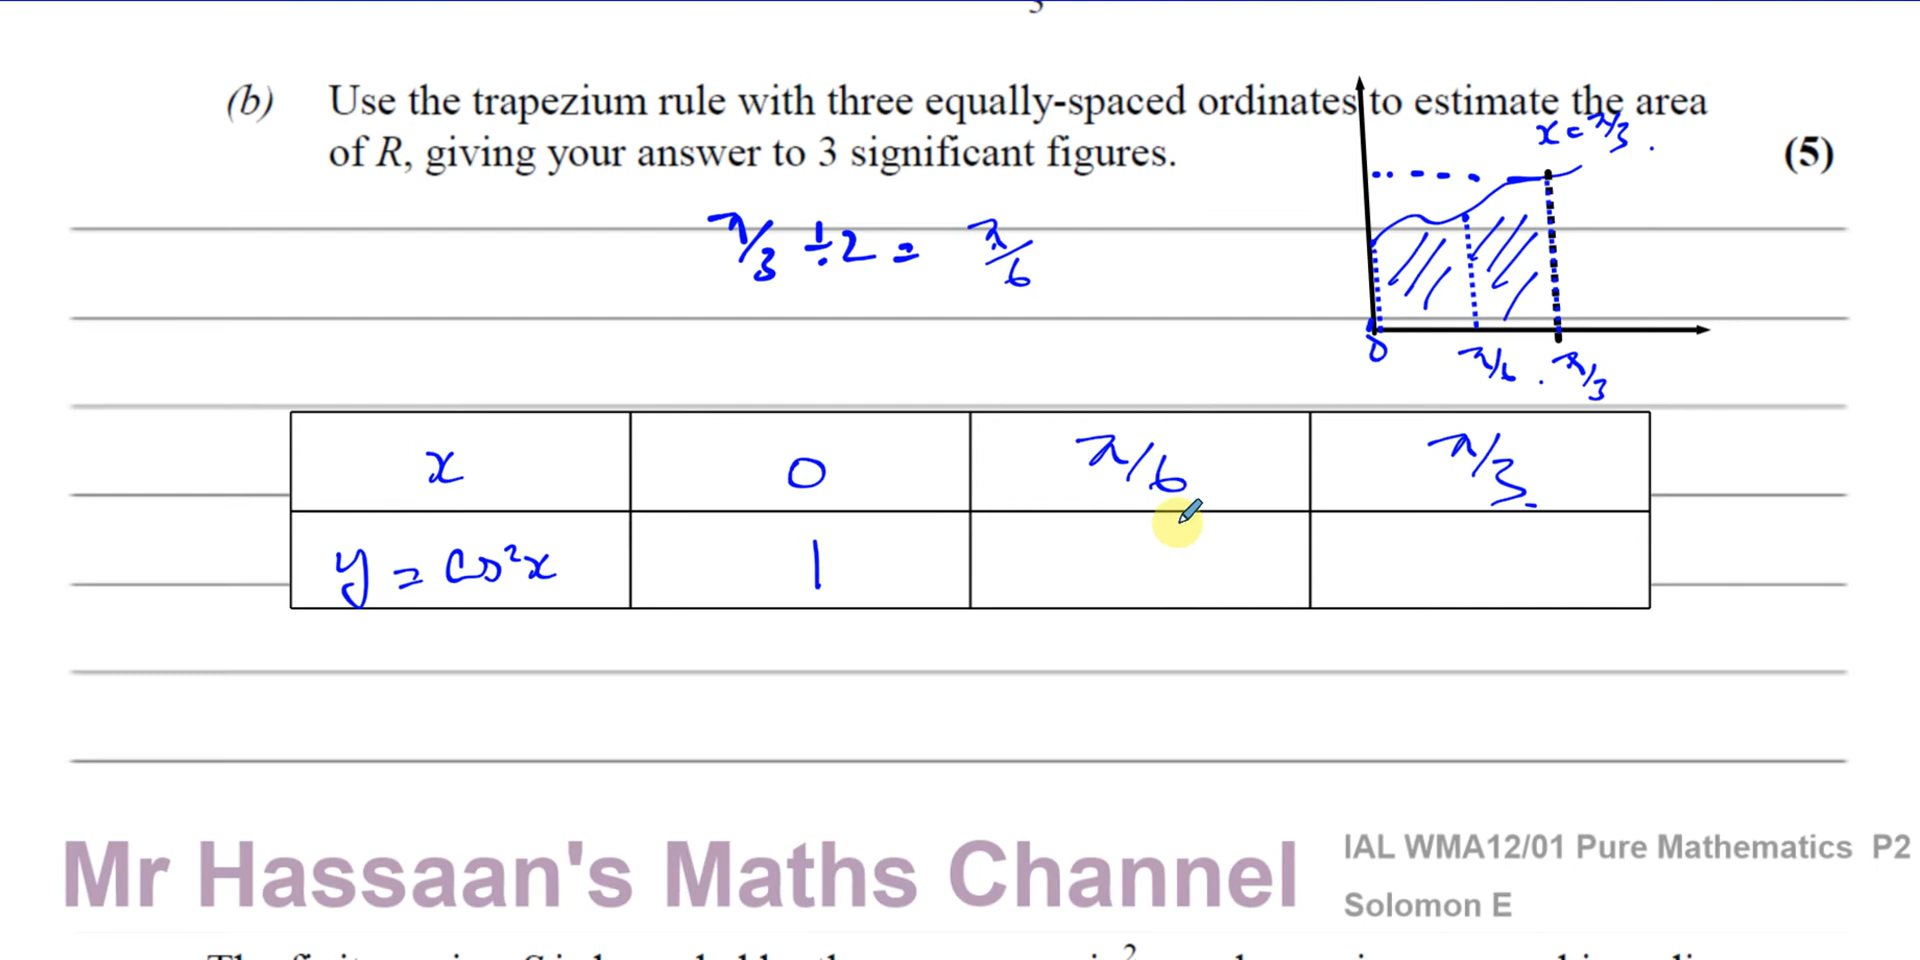 (b) Use the trapezium rule with three equally-spaced ordinates to estimate the area
of R, giving your answer to 3 significant figures. (5)
x = π/3 .
π/3 ÷ 2 = π/6
0 π/6 . π/3
x 0 π/6 π/3
y = cos²x 1
Mr Hassaan's Maths Channel
IAL WMA12/01 Pure Mathematics P2
Solomon E